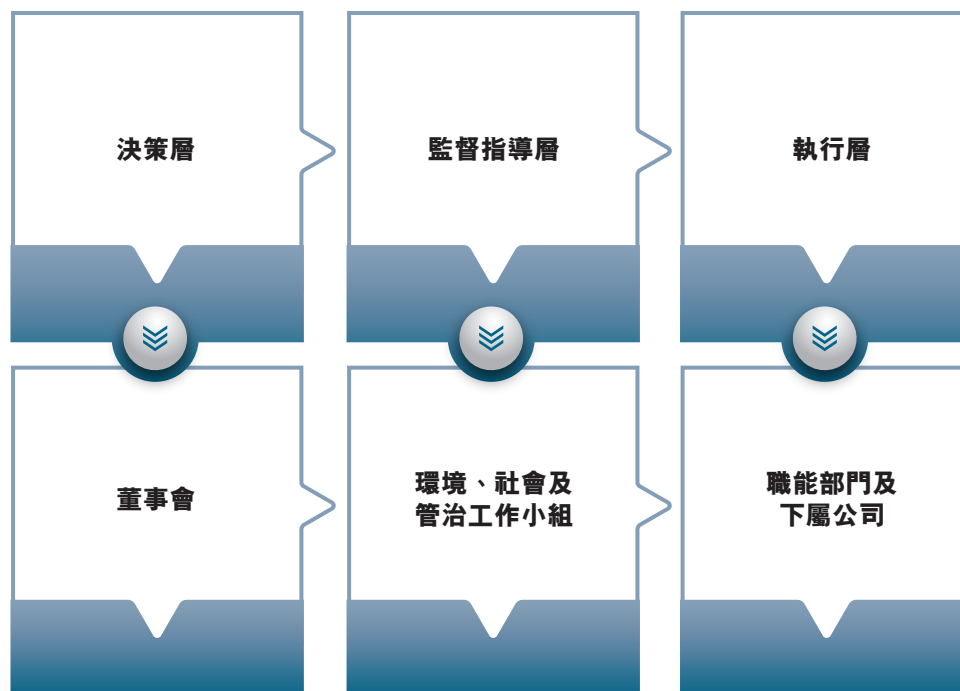 決策層
監督指導層
執行層
董事會
環境、社會及
管治工作小組
職能部門及
下屬公司